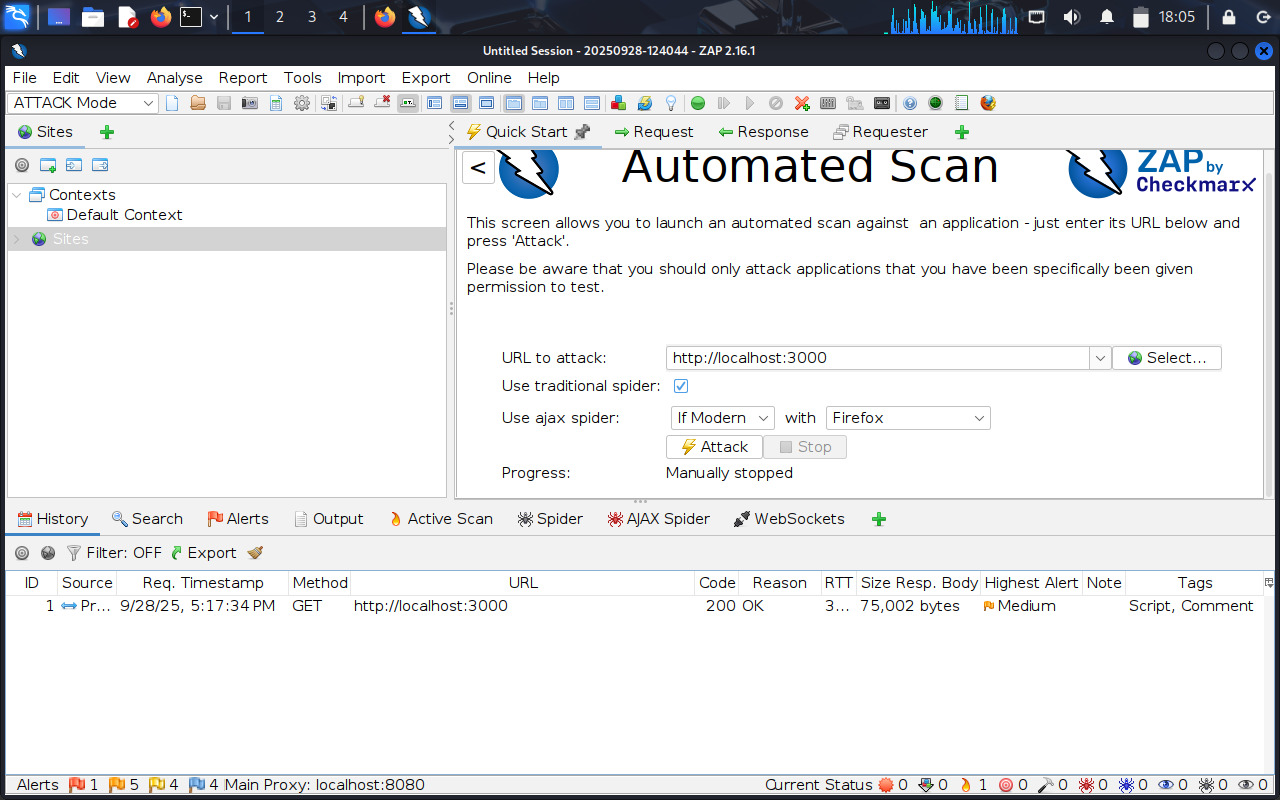 1 2 3 4 18:05
Untitled Session - 20250928-124044 - ZAP 2.16.1
File Edit View Analyse Report Tools Import Export Online Help
ATTACK Mode
Sites
Quick Start Request Response Requester
< Automated Scan ZAP by
Checkmarx
This screen allows you to launch an automated scan against  an application - just enter its URL below and
press 'Attack'.
Please be aware that you should only attack applications that you have been specifically been given
permission to test.
Contexts
Default Context
Sites
URL to attack: http://localhost:3000 Select...
Use traditional spider:
Use ajax spider: If Modern with Firefox
Attack Stop
Progress: Manually stopped
History Search Alerts Output Active Scan Spider AJAX Spider WebSockets
Filter: OFF Export
ID Source Req. Timestamp Method URL Code Reason RTT Size Resp. Body Highest Alert Note Tags
1 Pr... 9/28/25, 5:17:34 PM GET http://localhost:3000 200 OK 3... 75,002 bytes Medium Script, Comment
Alerts 1 5 4 4 Main Proxy: localhost:8080 Current Status 0 0 1 0 0 0 0 0 0 0